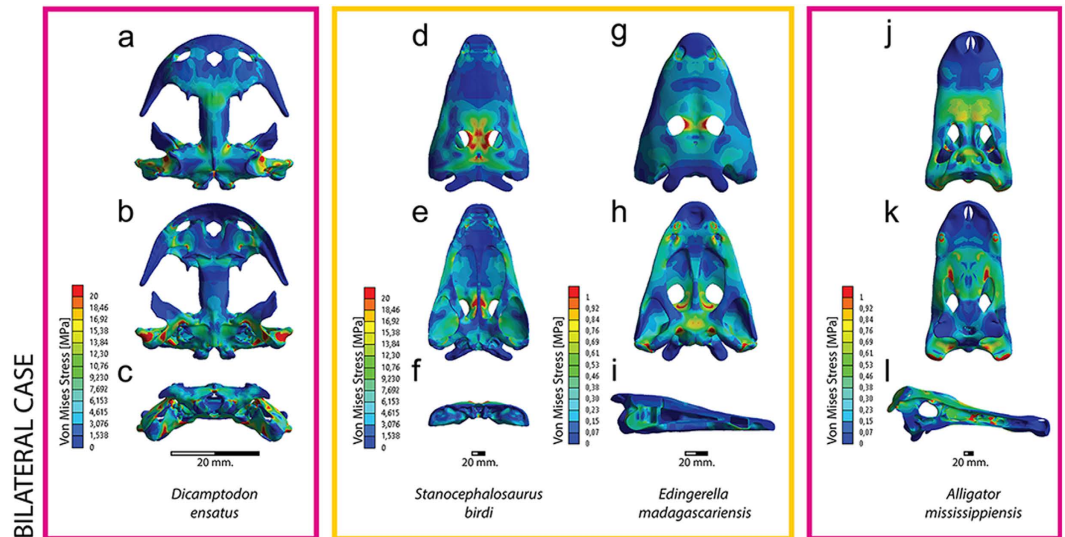 BILATERAL CASE
a
b
c
Von Mises Stress [MPa]
20
18,46
16,92
15,38
13,84
12,30
10,76
9,230
7,692
6,153
4,615
3,076
1,538
0
20 mm.
Dicamptodon
ensatus
d
e
f
Von Mises Stress [MPa]
20
18,46
16,92
15,38
13,84
12,30
10,76
9,230
7,692
6,153
4,615
3,076
1,538
0
20 mm.
Stanocephalosaurus
birdi
g
h
i
Von Mises Stress [MPa]
1
0,92
0,84
0,76
0,69
0,61
0,53
0,46
0,38
0,30
0,23
0,15
0,07
0
20 mm.
Edingerella
madagascariensis
j
k
l
Von Mises Stress [MPa]
1
0,92
0,84
0,76
0,69
0,61
0,53
0,46
0,38
0,30
0,23
0,15
0,07
0
20 mm.
Alligator
mississippiensis